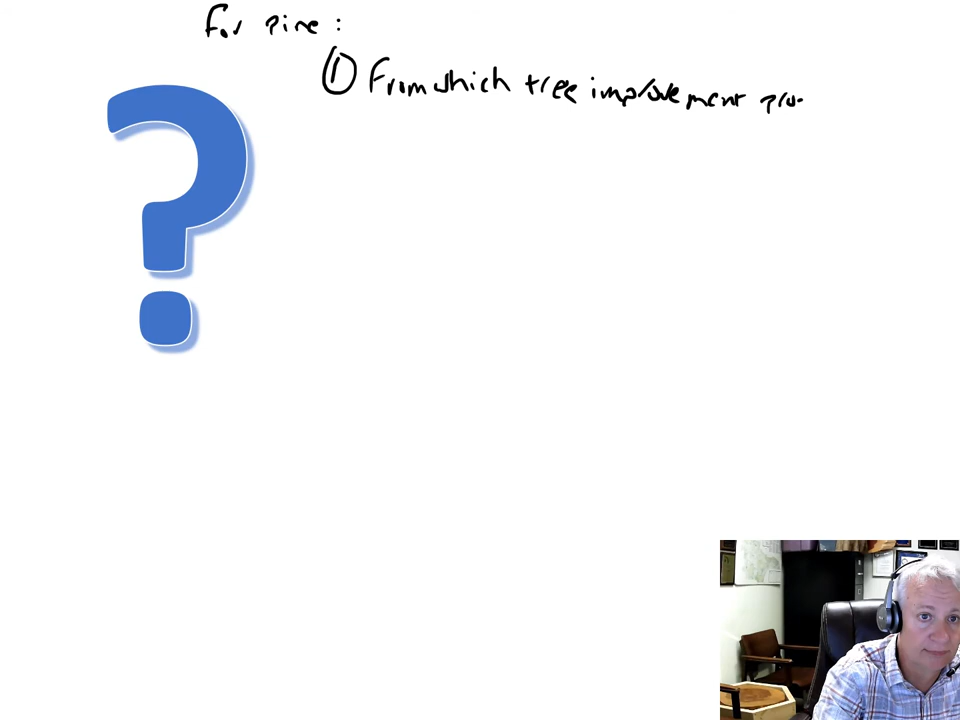 For pine :
① From which tree improvement pro
?